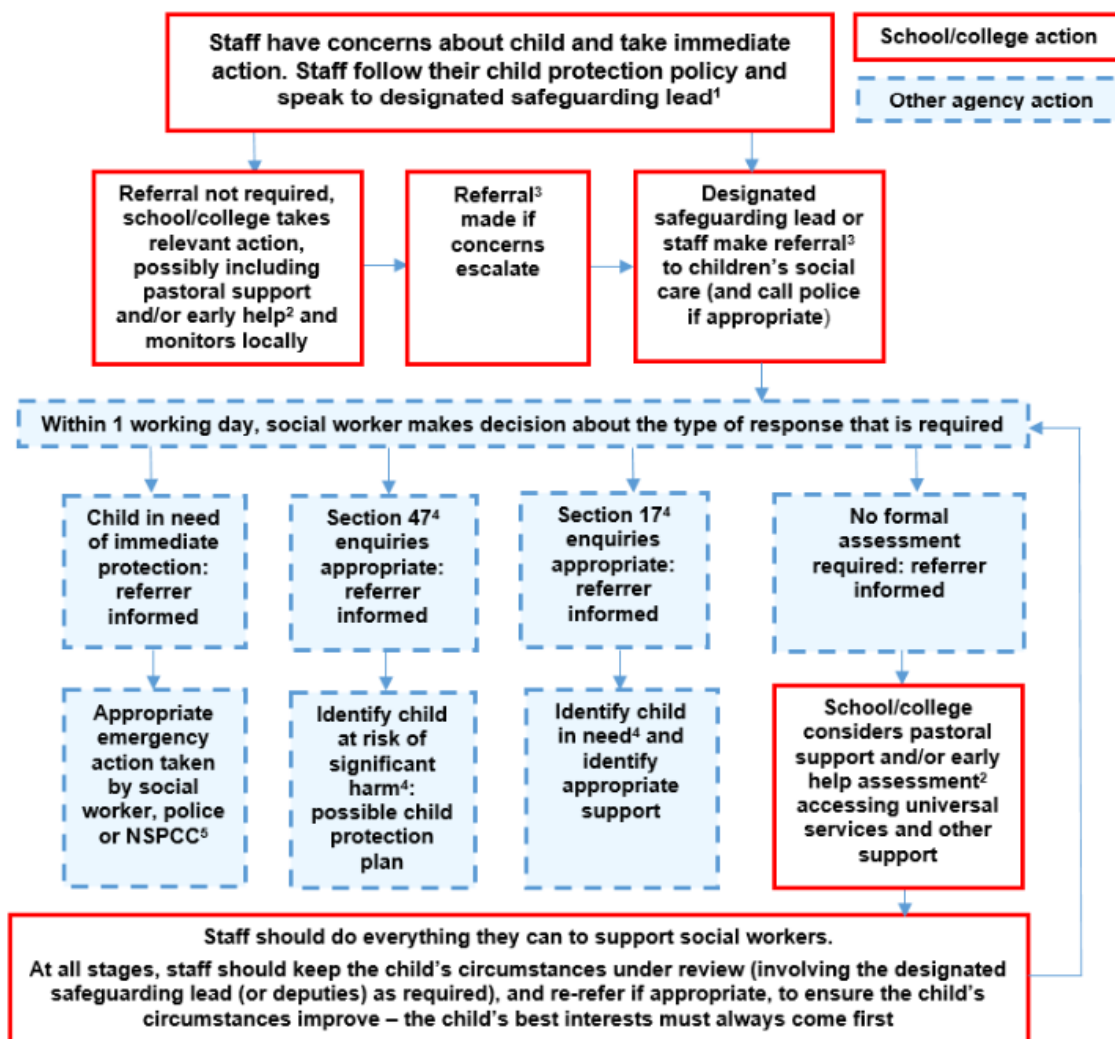 Staff have concerns about child and take immediate
action. Staff follow their child protection policy and
speak to designated safeguarding lead¹
School/college action
Other agency action
Referral not required,
school/college takes
relevant action,
possibly including
pastoral support
and/or early help² and
monitors locally
Referral³
made if
concerns
escalate
Designated
safeguarding lead or
staff make referral³
to children’s social
care (and call police
if appropriate)
Within 1 working day, social worker makes decision about the type of response that is required
Child in need
of immediate
protection:
referrer
informed
Section 47⁴
enquiries
appropriate:
referrer
informed
Section 17⁴
enquiries
appropriate:
referrer
informed
No formal
assessment
required: referrer
informed
Appropriate
emergency
action taken
by social
worker, police
or NSPCC⁵
Identify child
at risk of
significant
harm⁴:
possible child
protection
plan
Identify child
in need⁴ and
identify
appropriate
support
School/college
considers pastoral
support and/or early
help assessment²
accessing universal
services and other
support
Staff should do everything they can to support social workers.
At all stages, staff should keep the child’s circumstances under review (involving the designated
safeguarding lead (or deputies) as required), and re-refer if appropriate, to ensure the child’s
circumstances improve – the child’s best interests must always come first